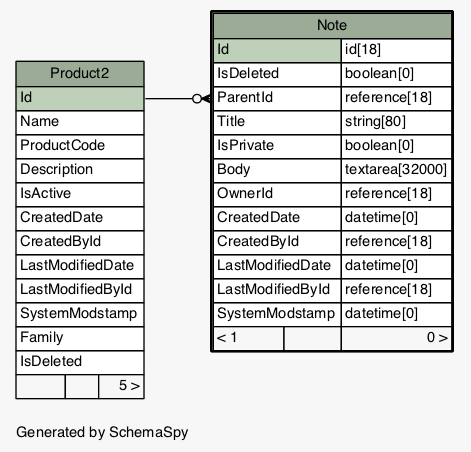 Note
Id id[18]
IsDeleted boolean[0]
ParentId reference[18]
Title string[80]
IsPrivate boolean[0]
Body textarea[32000]
OwnerId reference[18]
CreatedDate datetime[0]
CreatedById reference[18]
LastModifiedDate datetime[0]
LastModifiedById reference[18]
SystemModstamp datetime[0]
< 1 0 >
Product2
Id
Name
ProductCode
Description
IsActive
CreatedDate
CreatedById
LastModifiedDate
LastModifiedById
SystemModstamp
Family
IsDeleted
5 >
Generated by SchemaSpy